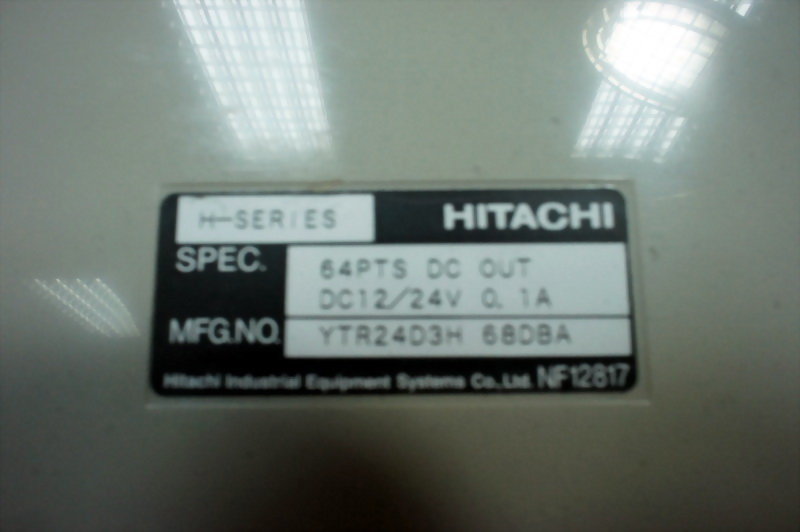 H-SERIES HITACHI
SPEC. 64PTS DC OUT
DC12/24V 0.1A
MFG.NO. YTR24D3H 68DBA
Hitachi Industrial Equipment Systems Co.,Ltd. NF12817